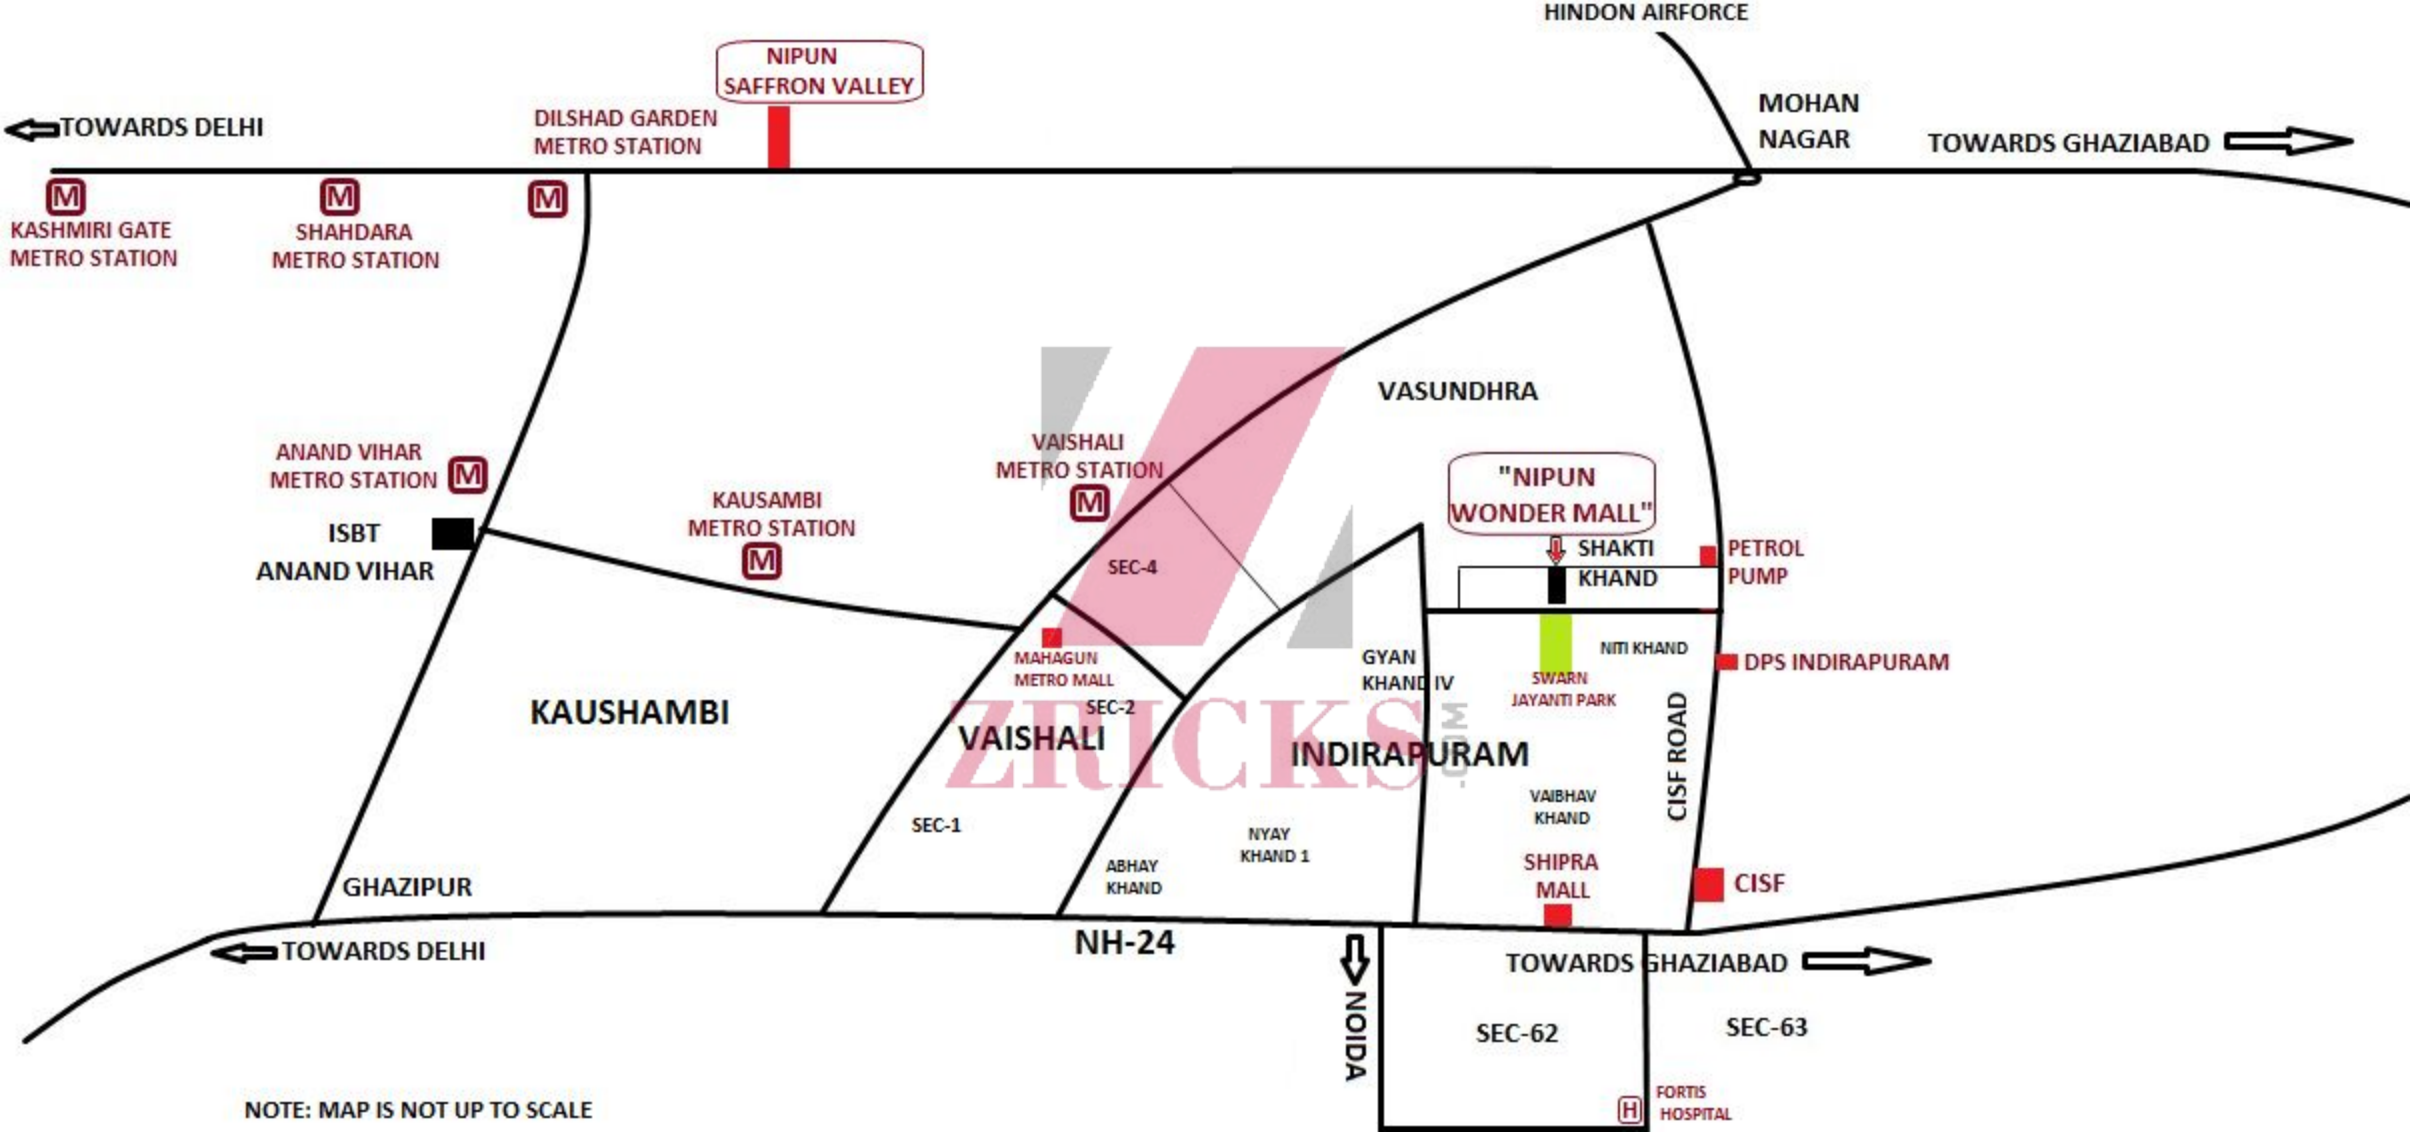 HINDON AIRFORCE
NIPUN
SAFFRON VALLEY
MOHAN
NAGAR
TOWARDS DELHI
DILSHAD GARDEN
METRO STATION
TOWARDS GHAZIABAD
M
M
M
KASHMIRI GATE
METRO STATION
SHAHDARA
METRO STATION
VASUNDHRA
ANAND VIHAR
METRO STATION
M
VAISHALI
METRO STATION
M
"NIPUN
WONDER MALL"
KAUSAMBI
METRO STATION
M
ISBT
ANAND VIHAR
SHAKTI
KHAND
PETROL
PUMP
SEC-4
MAHAGUN
METRO MALL
GYAN
KHAND IV
NITI KHAND
DPS INDIRAPURAM
SWARN
JAYANTI PARK
SEC-2
KAUSHAMBI
VAISHALI
ZRICKS
.COM
INDIRAPURAM
CISF ROAD
VAIBHAV
KHAND
SEC-1
NYAY
KHAND 1
ABHAY
KHAND
SHIPRA
MALL
CISF
GHAZIPUR
TOWARDS DELHI
NH-24
TOWARDS GHAZIABAD
NOIDA
SEC-62
SEC-63
FORTIS
HOSPITAL
H
NOTE: MAP IS NOT UP TO SCALE